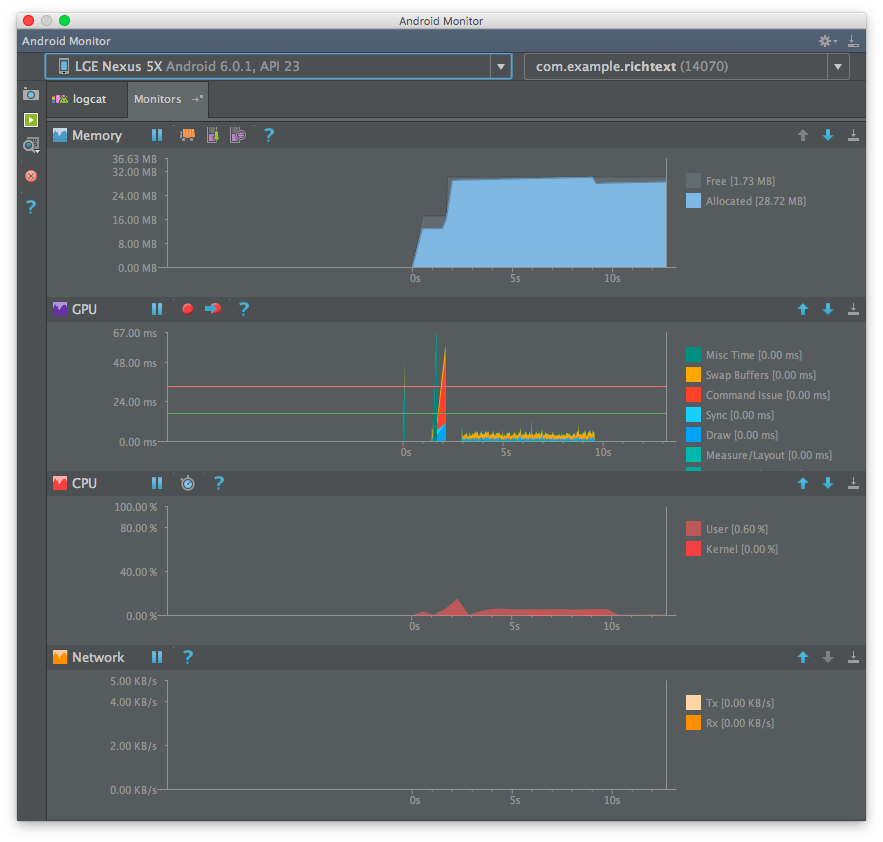 Android Monitor
Android Monitor
LGE Nexus 5X Android 6.0.1, API 23
com.example.richtext (14070)
logcat
Monitors
Memory
?
36.63 MB
32.00 MB
24.00 MB
16.00 MB
8.00 MB
0.00 MB
0s 5s 10s
Free [1.73 MB]
Allocated [28.72 MB]
?
GPU
?
67.00 ms
48.00 ms
24.00 ms
0.00 ms
0s 5s 10s
Misc Time [0.00 ms]
Swap Buffers [0.00 ms]
Command Issue [0.00 ms]
Sync [0.00 ms]
Draw [0.00 ms]
Measure/Layout [0.00 ms]
CPU
?
100.00 %
80.00 %
40.00 %
0.00 %
0s 5s 10s
User [0.60 %]
Kernel [0.00 %]
Network
?
5.00 KB/s
4.00 KB/s
2.00 KB/s
0.00 KB/s
0s 5s 10s
Tx [0.00 KB/s]
Rx [0.00 KB/s]